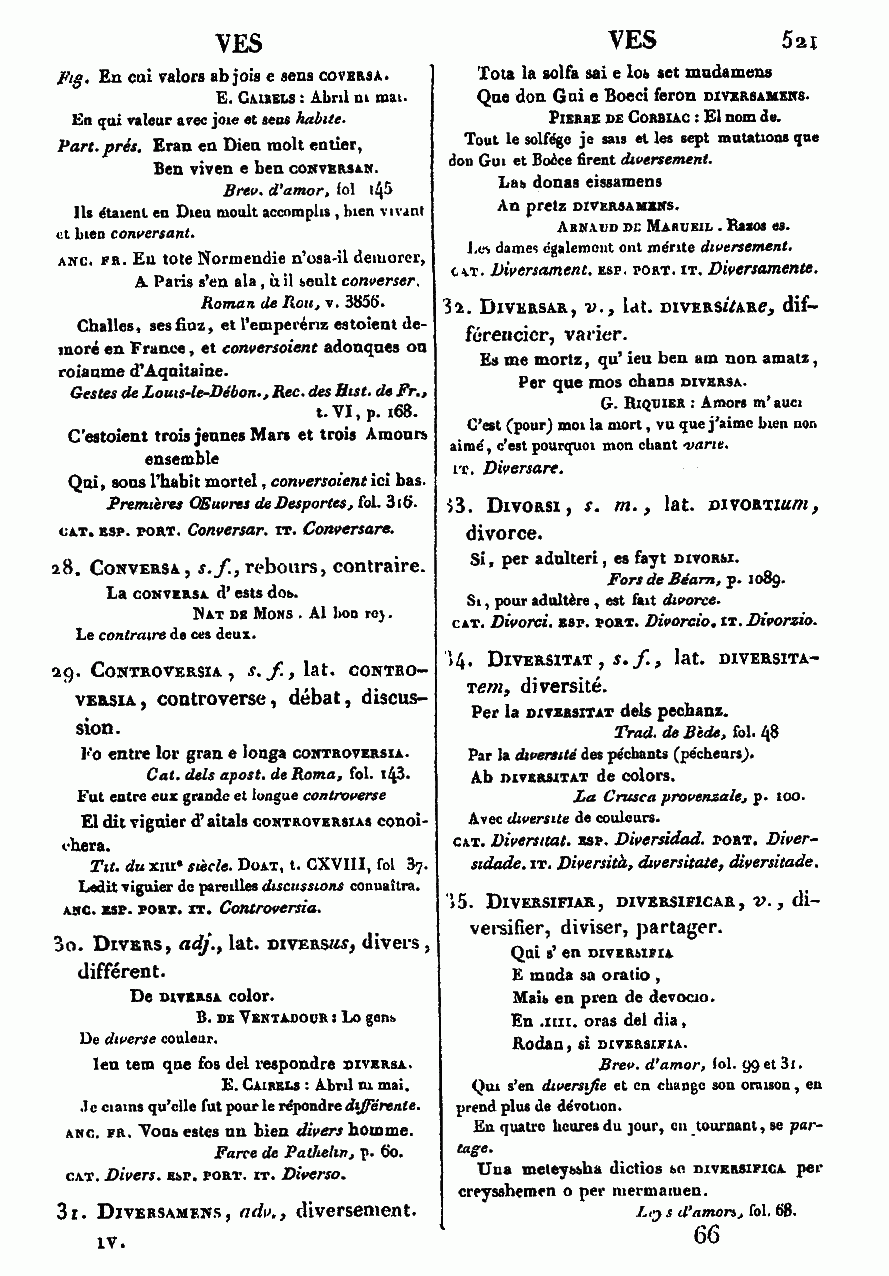 VES
Fig. En cui valors ab jois e sens COVERSA.
E. CAIRELS : Abril ni mai.
En qui valeur avec joie et sens habite.
Part. prés. Eran en Dieu molt entier,
Ben viven e ben CONVERSAN.
Brev. d'amor, fol 145
Ils étaient en Dieu moult accomplis, bien vivant
et bien conversant.
ANC. FR. En tote Normendie n'osa-il demorer,
A Paris s'en ala, ù il seult converser.
Roman de Rou, v. 3856.
Challes, ses finz, et l'emperériz estoient de-
moré en France, et conversoient adonques ou
roiaume d'Aquitaine.
Gestes de Louis-le-Débon., Rec. des Hist. de Fr.,
t. VI, p. 168.
C'estoient trois jeunes Mars et trois Amours
ensemble
Qui, sous l'habit mortel, conversoient ici bas.
Premières Œuvres de Desportes, fol. 316.
CAT. ESP. PORT. Conversar. IT. Conversare.
28. CONVERSA, s. f., rebours, contraire.
La CONVERSA d'ests dos.
NAT DE MONS. Al bon rey.
Le contraire de ces deux.
29. CONTROVERSIA, s. f., lat. CONTRO-
VERSIA, controverse, débat, discus-
sion.
Fo entre lor gran e longa CONTROVERSIA.
Cat. dels apost. de Roma, fol. 143.
Fut entre eux grande et longue controverse
El dit viguier d'aitals CONTROVERSIAS conoi-
chera.
Tit. du XIIIe siècle. DOAT, t. CXVIII, fol 37.
Ledit viguier de pareilles discussions connaîtra.
ANC. ESP. PORT. IT. Controversia.
30. DIVERS, adj., lat. DIVERSus, divers,
différent.
De DIVERSA color.
B. DE VENTADOUR : Lo gens
De diverse couleur.
Ieu tem que fos del respondre DIVERSA.
E. CAIRELS : Abril ni mai.
Je crains qu'elle fut pour le répondre différente.
ANC. FR. Vous estes un bien divers homme.
Farce de Pathelin, p. 60.
CAT. Divers. ESP. PORT. IT. Diverso.
31. DIVERSAMENS, adv., diversement.
IV.
VES 521
Tota la solfa sai e los set mudamens
Que don Gui e Boeci feron DIVERSAMENS.
PIERRE DE CORBIAC : El nom de.
Tout le solfége je sais et les sept mutations que
don Gui et Boèce firent diversement.
Las donas eissamens
An pretz DIVERSAMENS.
ARNAUD DE MARUEIL. Razos es.
Les dames également ont mérite diversement.
CAT. Diversament. ESP. PORT. IT. Diversamente.
32. DIVERSAR, v., lat. DIVERSitARe, dif-
férencier, varier.
Es me mortz, qu'ieu ben am non amatz,
Per que mos chans DIVERSA.
G. RIQUIER : Amors m'auci
C'est (pour) moi la mort, vu que j'aime bien non
aimé, c'est pourquoi mon chant varie.
IT. Diversare.
33. DIVORSI, s. m., lat. DIVORTIum,
divorce.
Si, per adulteri, es fayt DIVORSI.
Fors de Béarn, p. 1089.
Si, pour adultère, est fait divorce.
CAT. Divorci. ESP. PORT. Divorcio. IT. Divorzio.
34. DIVERSITAT, s. f., lat. DIVERSITA-
Tem, diversité.
Per la DIVERSITAT dels pechanz.
Trad. de Bède, fol. 48
Par la diversité des péchants (pécheurs).
Ab DIVERSITAT de colors.
La Crusca provenzale, p. 100.
Avec diversite de couleurs.
CAT. Diversitat. ESP. Diversidad. PORT. Diver-
sidade. IT. Diversità, diversitate, diversitade.
35. DIVERSIFIAR, DIVERSIFICAR, v., di-
versifier, diviser, partager.
Qui s'en DIVERSIFIA
E muda sa oratio,
Mais en pren de devocio.
En .IIII. oras del dia,
Rodan, si DIVERSIFIA.
Brev. d'amor, fol. 99 et 31.
Qui s'en diversifie et en change son oraison, en
prend plus de dévotion.
En quatre heures du jour, en tournant, se par-
tage.
Una meteyssha dictios se DIVERSIFICA per
creysshemen o per mermamen.
Leys d'amors, fol. 68.
66